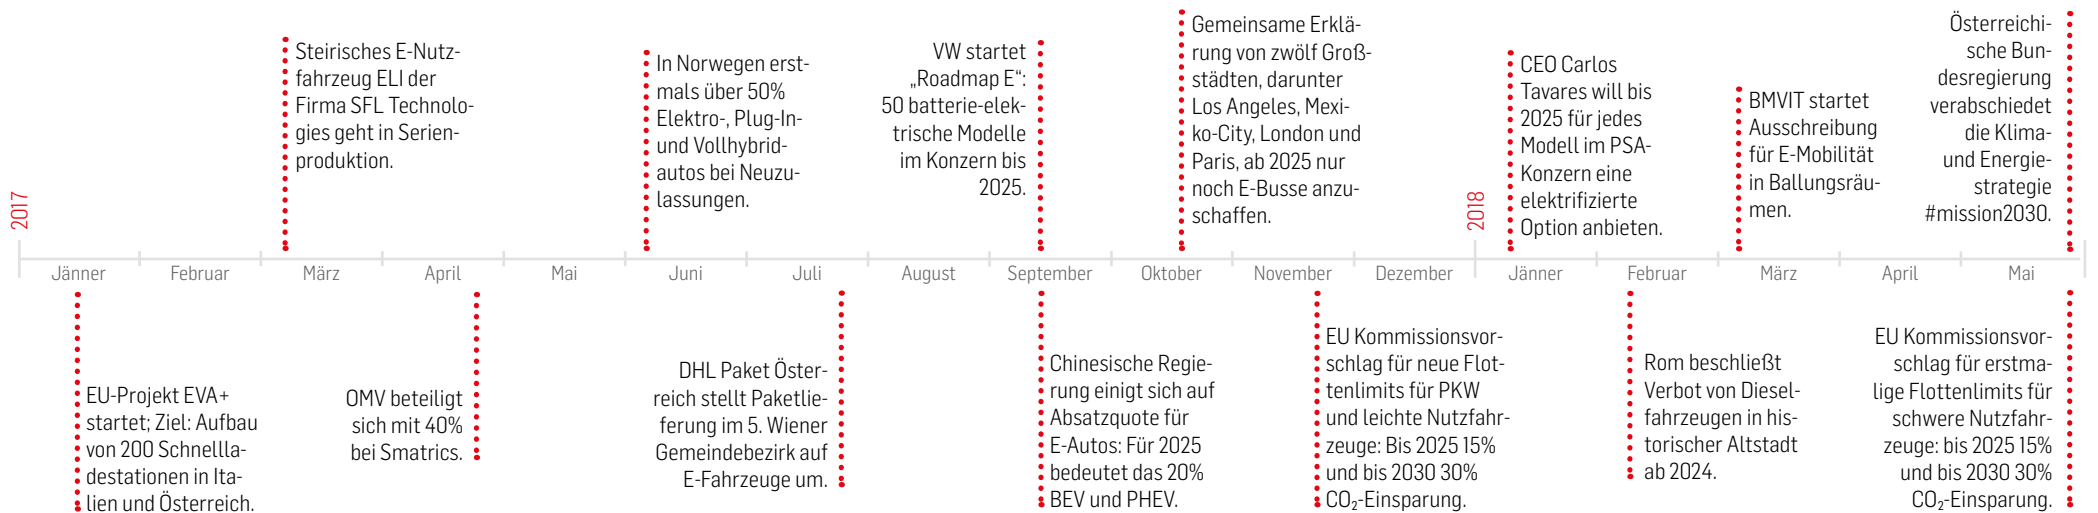 Steirisches E-Nutz-
fahrzeug ELI der
Firma SFL Technolo-
gies geht in Serien-
produktion.
In Norwegen erst-
mals über 50%
Elektro-, Plug-In-
und Vollhybrid-
autos bei Neuzu-
lassungen.
VW startet
„Roadmap E“:
50 batterie-elek-
trische Modelle
im Konzern bis
2025.
Gemeinsame Erklä-
rung von zwölf Groß-
städten, darunter
Los Angeles, Mexi-
ko-City, London und
Paris, ab 2025 nur
noch E-Busse anzu-
schaffen.
CEO Carlos
Tavares will bis
2025 für jedes
Modell im PSA-
Konzern eine
elektrifizierte
Option anbieten.
BMVIT startet
Ausschreibung
für E-Mobilität
in Ballungsräu-
men.
Österreichi-
sche Bun-
desregierung
verabschiedet
die Klima-
und Energie-
strategie
#mission2030.
2017
2018
Jänner
Februar
März
April
Mai
Juni
Juli
August
September
Oktober
November
Dezember
Jänner
Februar
März
April
Mai
EU-Projekt EVA+
startet; Ziel: Aufbau
von 200 Schnellla-
destationen in Ita-
lien und Österreich.
OMV beteiligt
sich mit 40%
bei Smatrics.
DHL Paket Öster-
reich stellt Paketlie-
ferung im 5. Wiener
Gemeindebezirk auf
E-Fahrzeuge um.
Chinesische Regie-
rung einigt sich auf
Absatzquote für
E-Autos: Für 2025
bedeutet das 20%
BEV und PHEV.
EU Kommissionsvor-
schlag für neue Flot-
tenlimits für PKW
und leichte Nutzfahr-
zeuge: Bis 2025 15%
und bis 2030 30%
CO₂-Einsparung.
Rom beschließt
Verbot von Diesel-
fahrzeugen in his-
torischer Altstadt
ab 2024.
EU Kommissionsvor-
schlag für erstma-
lige Flottenlimits für
schwere Nutzfahr-
zeuge: bis 2025 15%
und bis 2030 30%
CO₂-Einsparung.